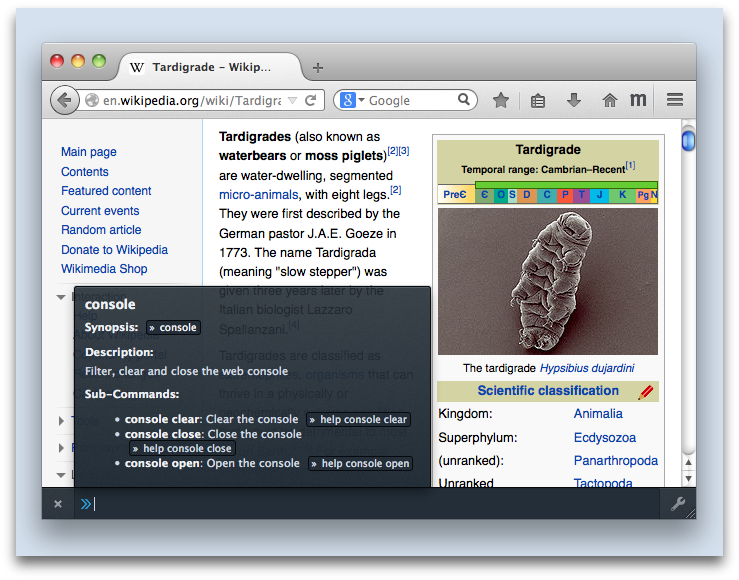 Tardigrade – Wikip...
en.wikipedia.org/wiki/Tardigra
Google
Main page
Contents
Featured content
Current events
Random article
Donate to Wikipedia
Wikimedia Shop
Tardigrades (also known as
waterbears or moss piglets)[2][3]
are water-dwelling, segmented
micro-animals, with eight legs.[2]
They were first described by the
German pastor J.A.E. Goeze in
1773. The name Tardigrada
(meaning "slow stepper") was
given three years later by the
Italian biologist Lazzaro
Spallanzani.[4]
Tardigrades are classified as
Tardigrade
Temporal range: Cambrian–Recent[1]
PreЄ Є O S D C P T J K Pg N
The tardigrade Hypsibius dujardini
Scientific classification
Kingdom: Animalia
Superphylum: Ecdysozoa
(unranked): Panarthropoda
Unranked Tactopoda
console
Synopsis: » console
Description:
Filter, clear and close the web console
Sub-Commands:
• console clear: Clear the console » help console clear
• console close: Close the console
» help console close
• console open: Open the console » help console open
× »